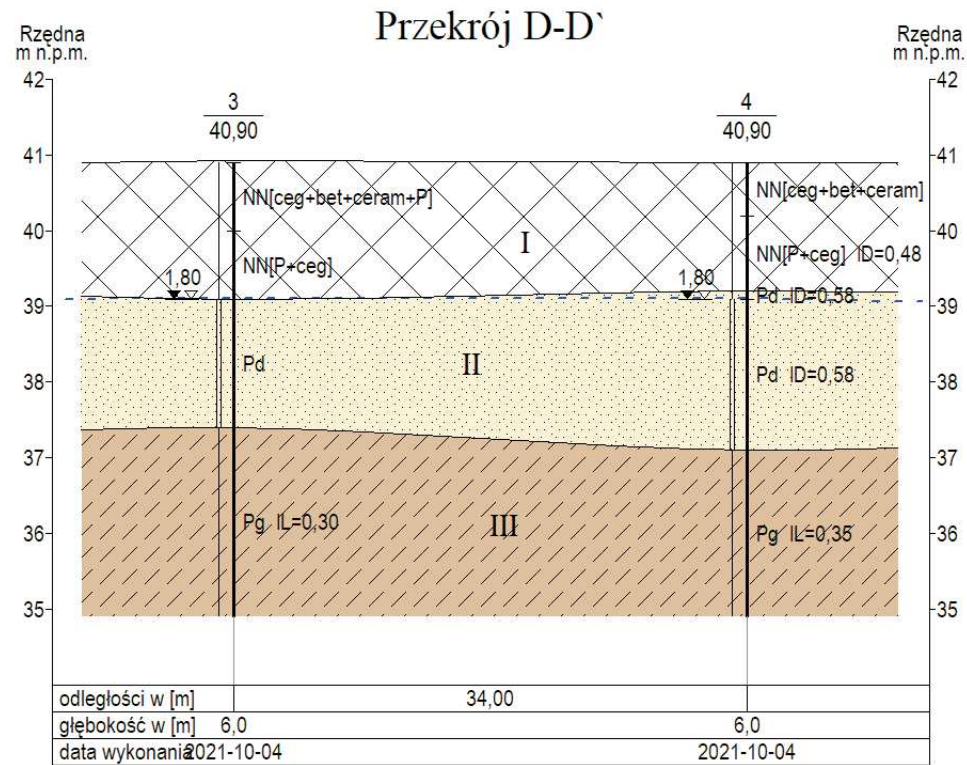 Przekrój D-D`
Rzędna
m n.p.m.
Rzędna
m n.p.m.
42
42
3
40,90
4
40,90
41
41
NN[ceg+bet+ceram+P]
NN[ceg+bet+ceram]
40
40
I
NN[P+ceg]
NN[P+ceg] ID=0,48
1,80
1,80
Pd ID=0,58
39
39
Pd
II
Pd ID=0,58
38
38
37
37
Pg IL=0,30
III
Pg IL=0,35
36
36
35
35
odległości w [m] 34,00
głębokość w [m] 6,0 6,0
data wykonania 2021-10-04 2021-10-04